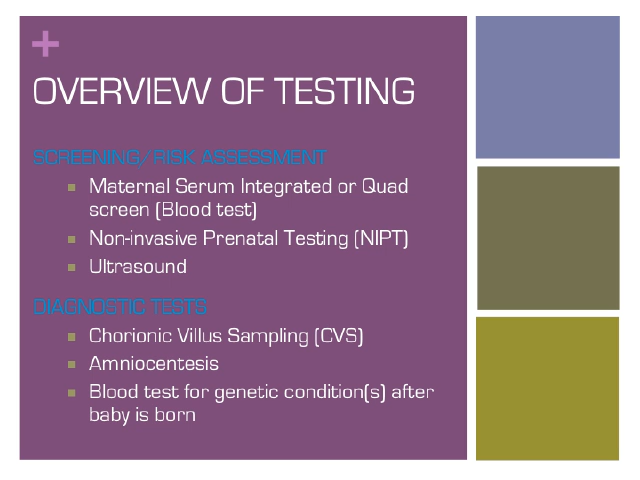 +
OVERVIEW OF TESTING
SCREENING/RISK ASSESSMENT
Maternal Serum Integrated or Quad
screen (Blood test)
Non-invasive Prenatal Testing (NIPT)
Ultrasound
DIAGNOSTIC TESTS
Chorionic Villus Sampling (CVS)
Amniocentesis
Blood test for genetic condition(s) after
baby is born